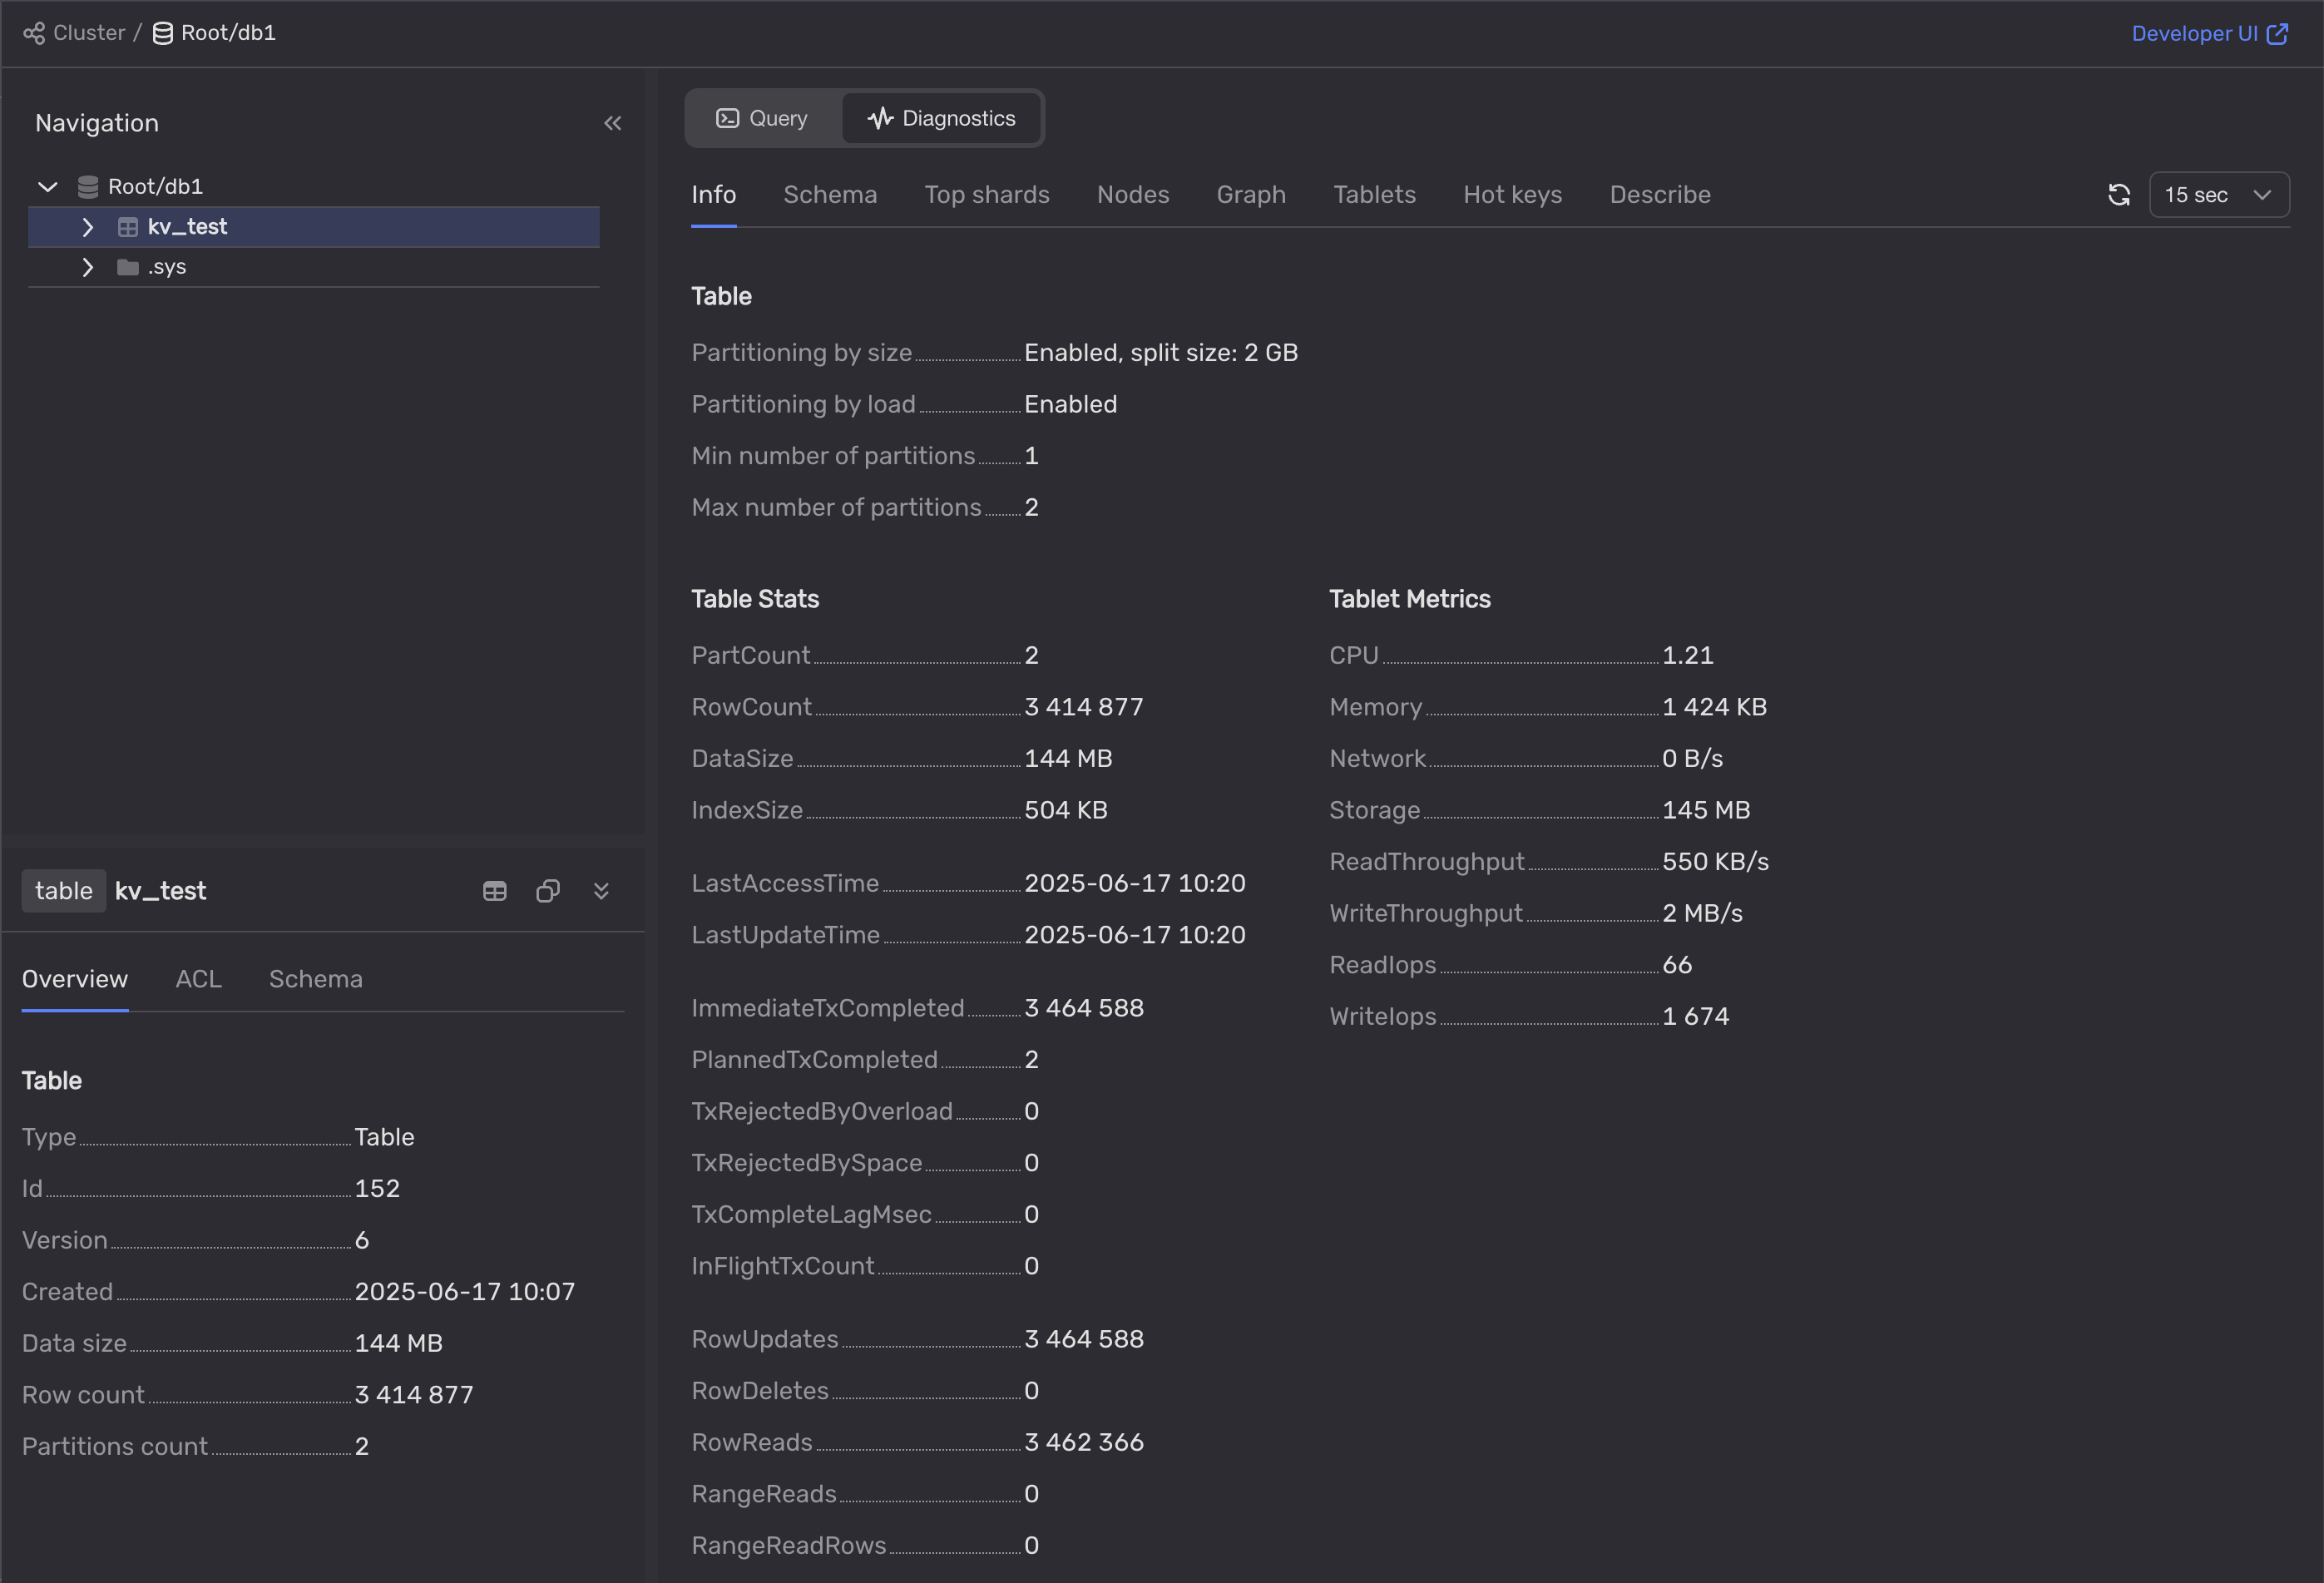 Cluster / Root/db1
Developer UI
Navigation
Root/db1
kv_test
.sys
table kv_test
Overview ACL Schema
Table
Type Table
Id 152
Version 6
Created 2025-06-17 10:07
Data size 144 MB
Row count 3 414 877
Partitions count 2
Query Diagnostics
Info Schema Top shards Nodes Graph Tablets Hot keys Describe
15 sec
Table
Partitioning by size Enabled, split size: 2 GB
Partitioning by load Enabled
Min number of partitions 1
Max number of partitions 2
Table Stats
PartCount 2
RowCount 3 414 877
DataSize 144 MB
IndexSize 504 KB
LastAccessTime 2025-06-17 10:20
LastUpdateTime 2025-06-17 10:20
ImmediateTxCompleted 3 464 588
PlannedTxCompleted 2
TxRejectedByOverload 0
TxRejectedBySpace 0
TxCompleteLagMsec 0
InFlightTxCount 0
RowUpdates 3 464 588
RowDeletes 0
RowReads 3 462 366
RangeReads 0
RangeReadRows 0
Tablet Metrics
CPU 1.21
Memory 1 424 KB
Network 0 B/s
Storage 145 MB
ReadThroughput 550 KB/s
WriteThroughput 2 MB/s
ReadIops 66
WriteIops 1 674